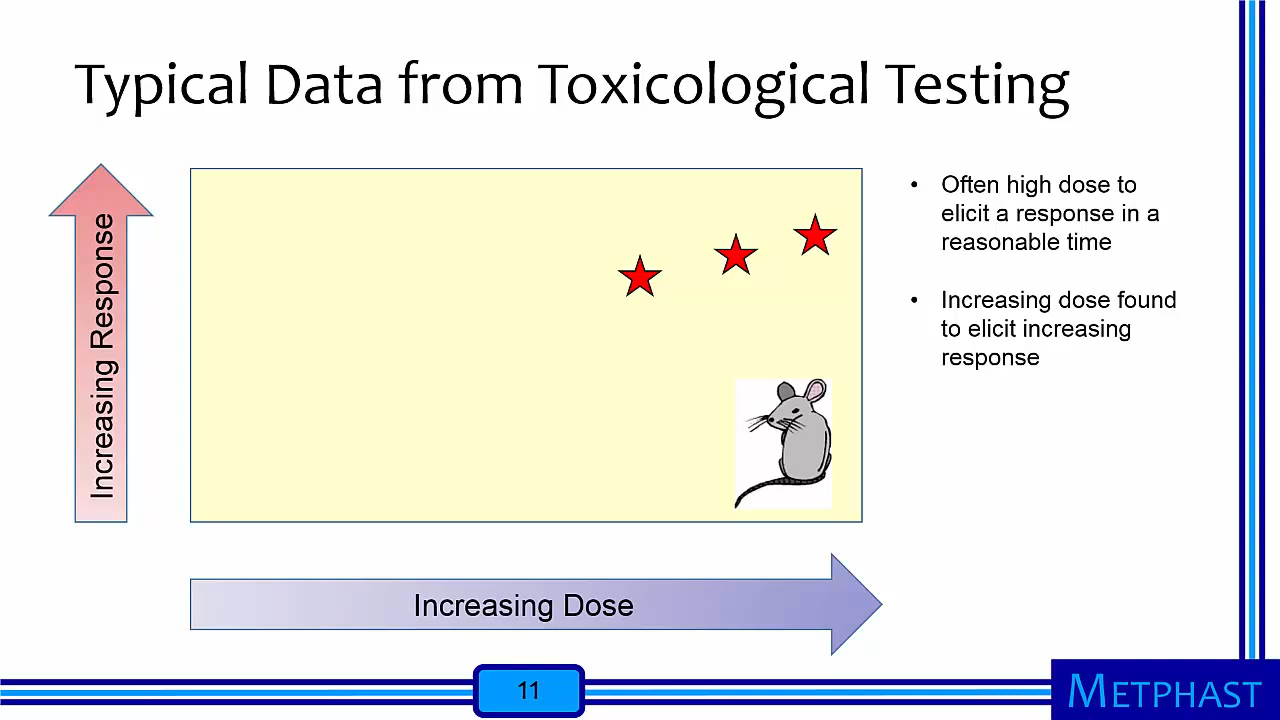 Typical Data from Toxicological Testing
Increasing Response
• Often high dose to
elicit a response in a
reasonable time
• Increasing dose found
to elicit increasing
response
Increasing Dose
11
METPHAST